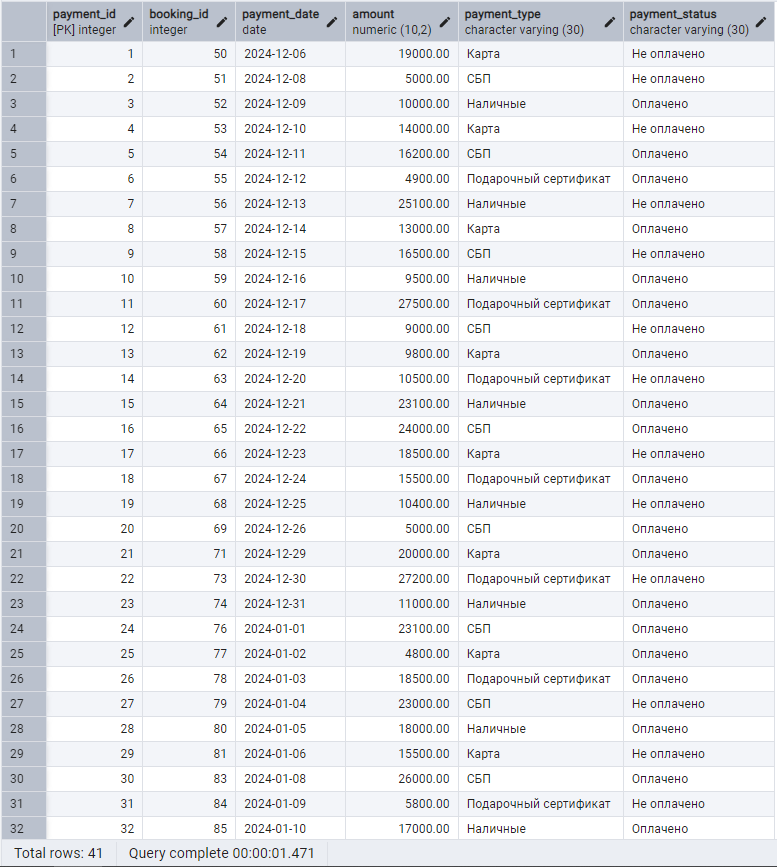 payment_id booking_id payment_date amount payment_type payment_status
[PK] integer integer date numeric (10,2) character varying (30) character varying (30)
1 1 50 2024-12-06 19000.00 Карта Не оплачено
2 2 51 2024-12-08 5000.00 СБП Не оплачено
3 3 52 2024-12-09 10000.00 Наличные Оплачено
4 4 53 2024-12-10 14000.00 Карта Не оплачено
5 5 54 2024-12-11 16200.00 СБП Оплачено
6 6 55 2024-12-12 4900.00 Подарочный сертификат Оплачено
7 7 56 2024-12-13 25100.00 Наличные Не оплачено
8 8 57 2024-12-14 13000.00 Карта Оплачено
9 9 58 2024-12-15 16500.00 СБП Не оплачено
10 10 59 2024-12-16 9500.00 Наличные Оплачено
11 11 60 2024-12-17 27500.00 Подарочный сертификат Оплачено
12 12 61 2024-12-18 9000.00 СБП Не оплачено
13 13 62 2024-12-19 9800.00 Карта Оплачено
14 14 63 2024-12-20 10500.00 Подарочный сертификат Не оплачено
15 15 64 2024-12-21 23100.00 Наличные Оплачено
16 16 65 2024-12-22 24000.00 СБП Оплачено
17 17 66 2024-12-23 18500.00 Карта Не оплачено
18 18 67 2024-12-24 15500.00 Подарочный сертификат Оплачено
19 19 68 2024-12-25 10400.00 Наличные Не оплачено
20 20 69 2024-12-26 5000.00 СБП Оплачено
21 21 71 2024-12-29 20000.00 Карта Оплачено
22 22 73 2024-12-30 27200.00 Подарочный сертификат Не оплачено
23 23 74 2024-12-31 11000.00 Наличные Оплачено
24 24 76 2024-01-01 23100.00 СБП Оплачено
25 25 77 2024-01-02 4800.00 Карта Оплачено
26 26 78 2024-01-03 18500.00 Подарочный сертификат Оплачено
27 27 79 2024-01-04 23000.00 СБП Не оплачено
28 28 80 2024-01-05 18000.00 Наличные Оплачено
29 29 81 2024-01-06 15500.00 Карта Не оплачено
30 30 83 2024-01-08 26000.00 СБП Оплачено
31 31 84 2024-01-09 5800.00 Подарочный сертификат Не оплачено
32 32 85 2024-01-10 17000.00 Наличные Оплачено
Total rows: 41 Query complete 00:00:01.471